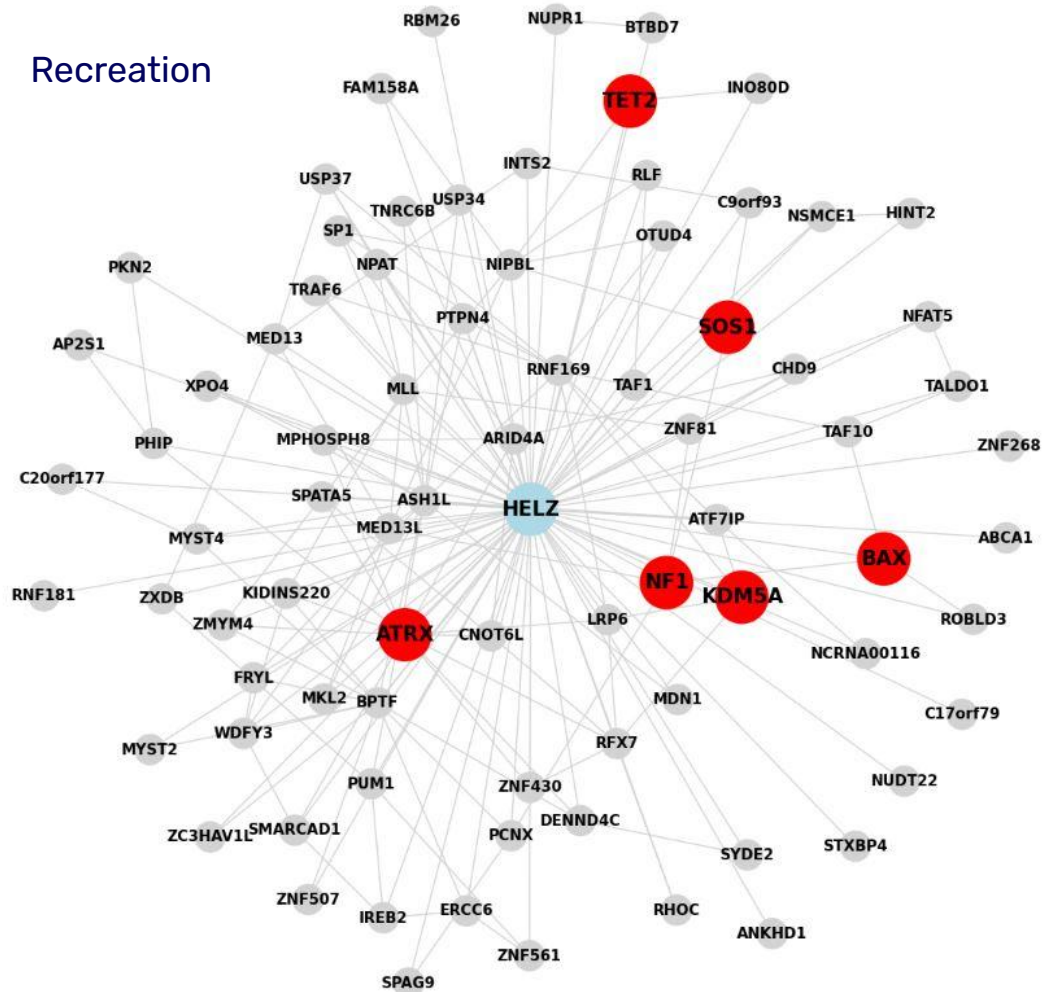 RBM26
NUPR1
BTBD7
Recreation
FAM158A
TET2
INO80D
INTS2
RLF
USP37
TNRC6B
USP34
C9orf93
NSMCE1
HINT2
SP1
OTUD4
NPAT
NIPBL
PKN2
TRAF6
PTPN4
SOS1
NFAT5
AP2S1
MED13
RNF169
CHD9
XPO4
MLL
TAF1
TALDO1
PHIP
MPHOSPH8
ARID4A
ZNF81
TAF10
ZNF268
C20orf177
SPATA5
ASH1L
HELZ
ATF7IP
MYST4
MED13L
ABCA1
BAX
RNF181
ZXDB
KIDINS220
NF1
KDM5A
ZMYM4
ATRX
CNOT6L
LRP6
ROBLD3
NCRNA00116
FRYL
MKL2
BPTF
MDN1
C17orf79
WDFY3
MYST2
RFX7
PUM1
ZNF430
NUDT22
ZC3HAV1L
SMARCAD1
PCNX
DENND4C
SYDE2
STXBP4
ZNF507
IREB2
ERCC6
RHOC
ANKHD1
ZNF561
SPAG9